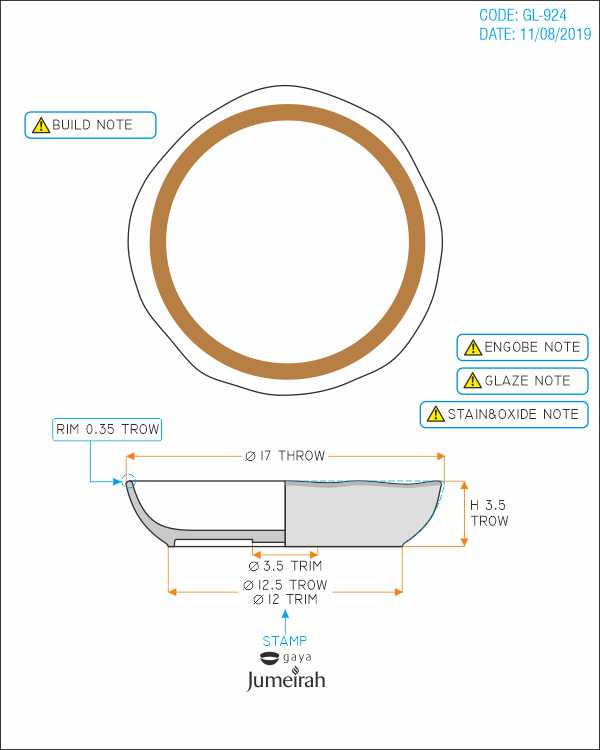 CODE: GL-924
DATE: 11/08/2019
BUILD NOTE
ENGOBE NOTE
GLAZE NOTE
STAIN&OXIDE NOTE
RIM 0.35 TROW
Ø 17 THROW
H 3.5
TROW
Ø 3.5 TRIM
Ø 12.5 TROW
Ø 12 TRIM
STAMP
gaya
Jumeirah